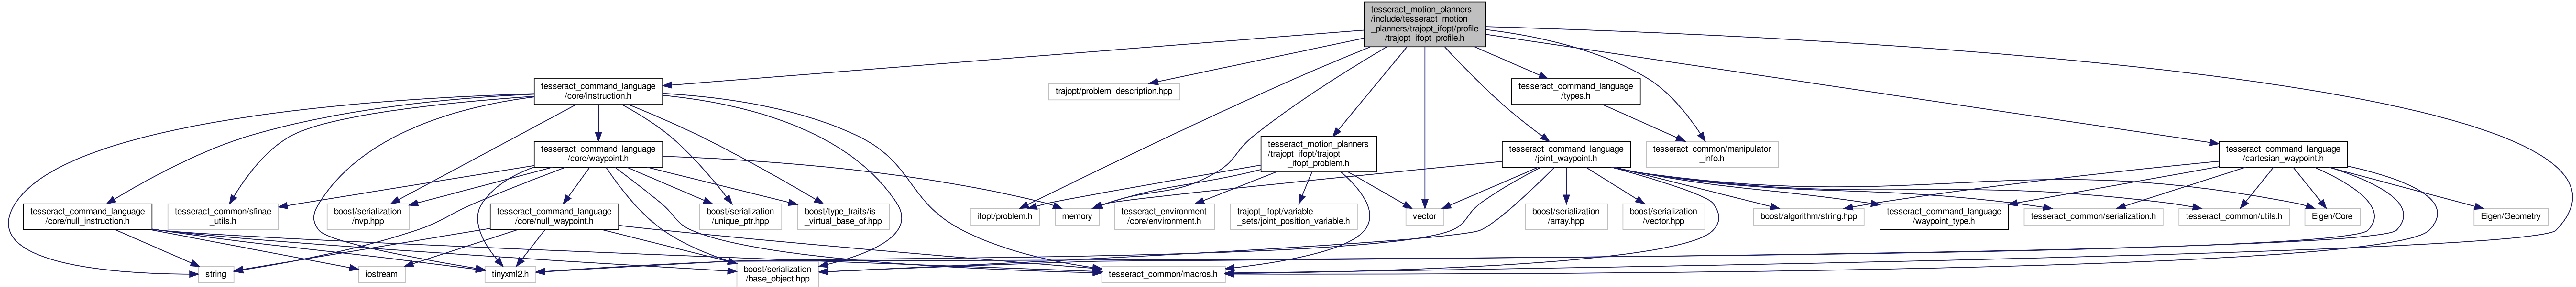 tesseract_motion_planners
/include/tesseract_motion
_planners/trajopt_ifopt/profile
/trajopt_ifopt_profile.h
tesseract_command_language
/core/instruction.h
trajopt/problem_description.hpp
tesseract_command_language
/types.h
tesseract_command_language
/core/waypoint.h
tesseract_motion_planners
/trajopt_ifopt/trajopt
_ifopt_problem.h
tesseract_command_language
/joint_waypoint.h
tesseract_common/manipulator
_info.h
tesseract_command_language
/cartesian_waypoint.h
tesseract_command_language
/core/null_instruction.h
tesseract_common/sfinae
_utils.h
boost/serialization
/nvp.hpp
tesseract_command_language
/core/null_waypoint.h
boost/serialization
/unique_ptr.hpp
boost/type_traits/is
_virtual_base_of.hpp
ifopt/problem.h
memory
tesseract_environment
/core/environment.h
trajopt_ifopt/variable
_sets/joint_position_variable.h
vector
boost/serialization
/array.hpp
boost/serialization
/vector.hpp
boost/algorithm/string.hpp
tesseract_command_language
/waypoint_type.h
tesseract_common/serialization.h
tesseract_common/utils.h
Eigen/Core
Eigen/Geometry
string
iostream
tinyxml2.h
boost/serialization
/base_object.hpp
tesseract_common/macros.h